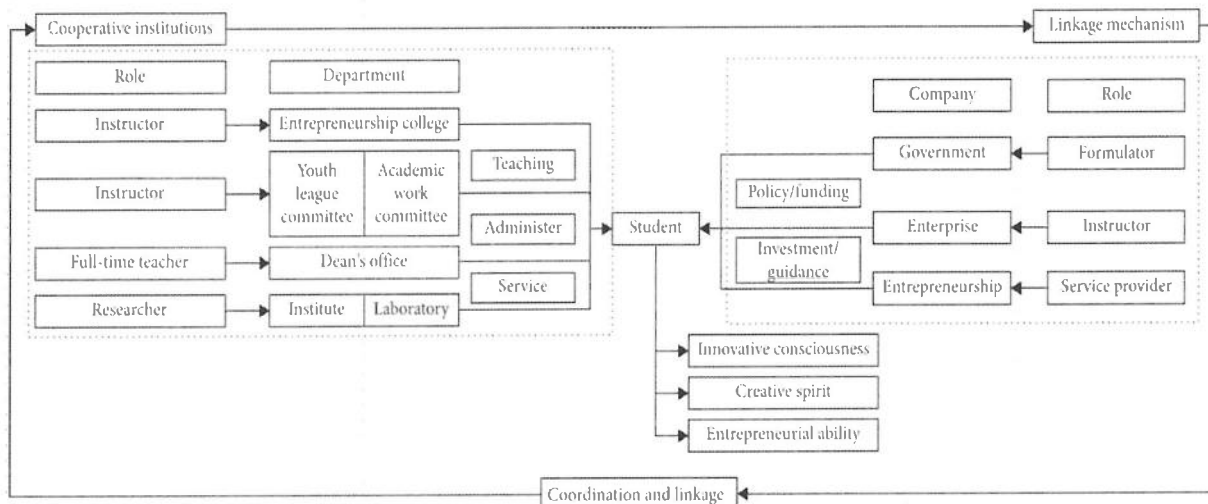 Cooperative institutions
Linkage mechanism
Role
Department
Instructor
Entrepreneurship college
Instructor
Youth
league
committee
Academic
work
committee
Full-time teacher
Dean's office
Researcher
Institute
Laboratory
Teaching
Administer
Service
Student
Policy/funding
Investment/
guidance
Company
Role
Government
Formulator
Enterprise
Instructor
Entrepreneurship
Service provider
Innovative consciousness
Creative spirit
Entrepreneurial ability
Coordination and linkage